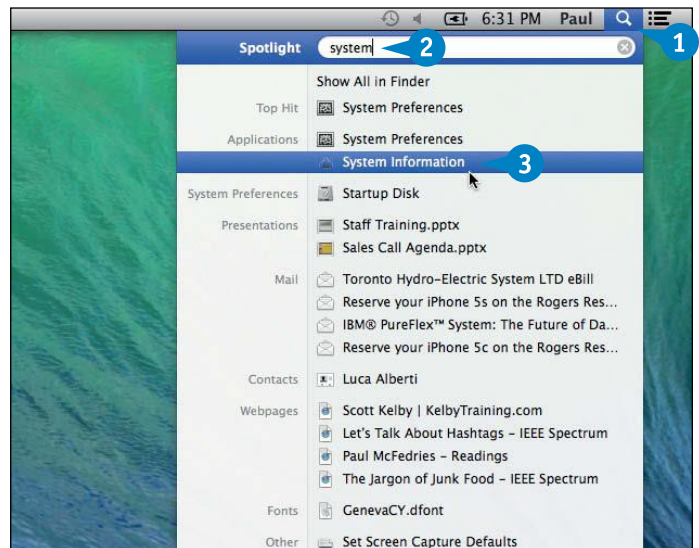 6:31 PM Paul
1
Spotlight system 2
Show All in Finder
Top Hit System Preferences
Applications System Preferences
System Information 3
System Preferences Startup Disk
Presentations Staff Training.pptx
Sales Call Agenda.pptx
Mail Toronto Hydro-Electric System LTD eBill
Reserve your iPhone 5s on the Rogers Res...
IBM® PureFlex™ System: The Future of Da...
Reserve your iPhone 5c on the Rogers Res...
Contacts Luca Alberti
Webpages Scott Kelby | KelbyTraining.com
Let's Talk About Hashtags – IEEE Spectrum
Paul McFedries – Readings
The Jargon of Junk Food – IEEE Spectrum
Fonts GenevaCY.dfont
Other Set Screen Capture Defaults